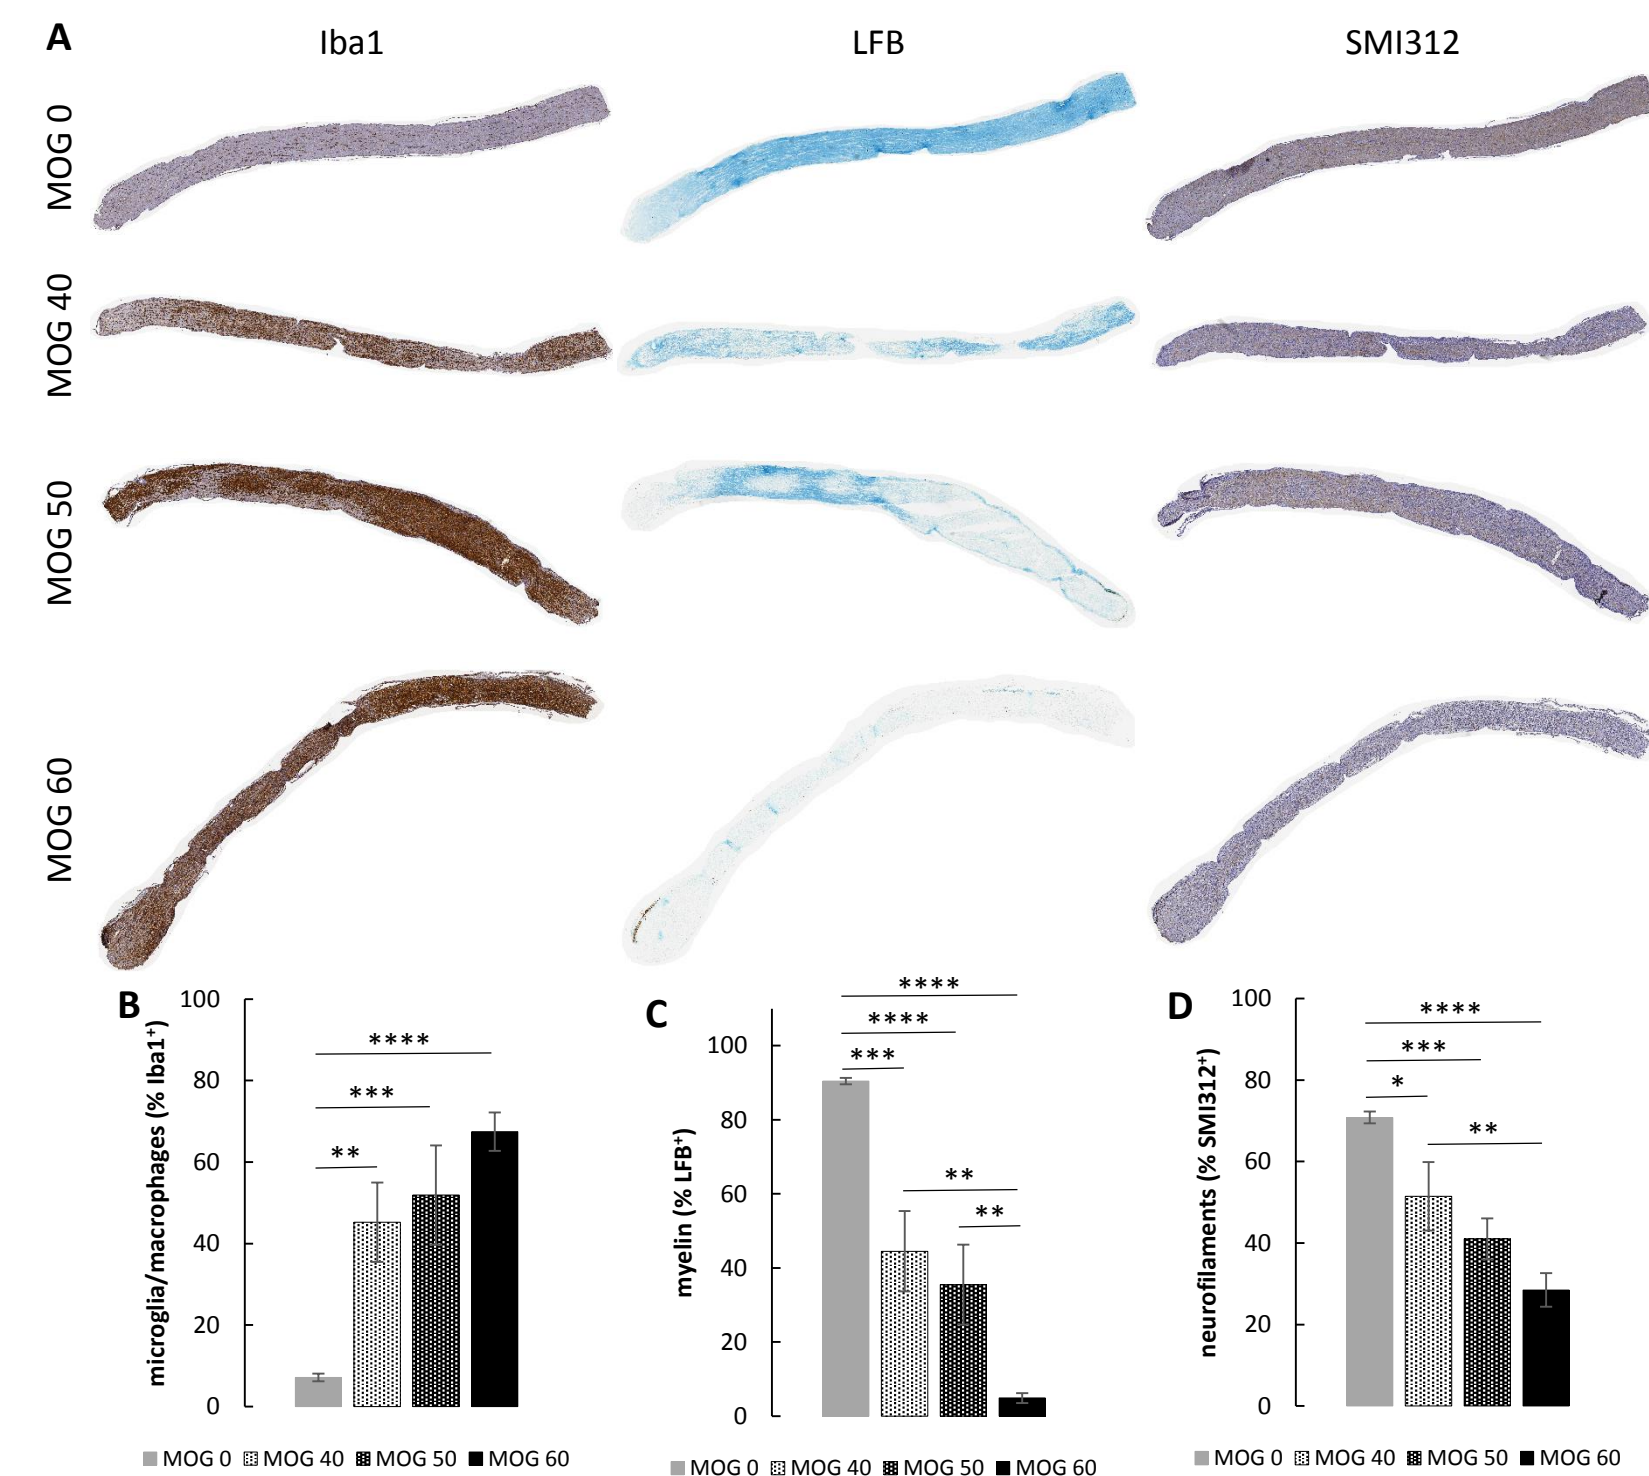 A
Iba1
LFB
SMI312
MOG 0
MOG 40
MOG 50
MOG 60
B
microglia/macrophages (% Iba1⁺)
100
80
60
40
20
0
****
***
**
MOG 0 MOG 40 MOG 50 MOG 60
C
myelin (% LFB⁺)
100
80
60
40
20
0
****
****
***
**
**
MOG 0 MOG 40 MOG 50 MOG 60
D
neurofilaments (% SMI312⁺)
100
80
60
40
20
0
****
***
*
**
MOG 0 MOG 40 MOG 50 MOG 60